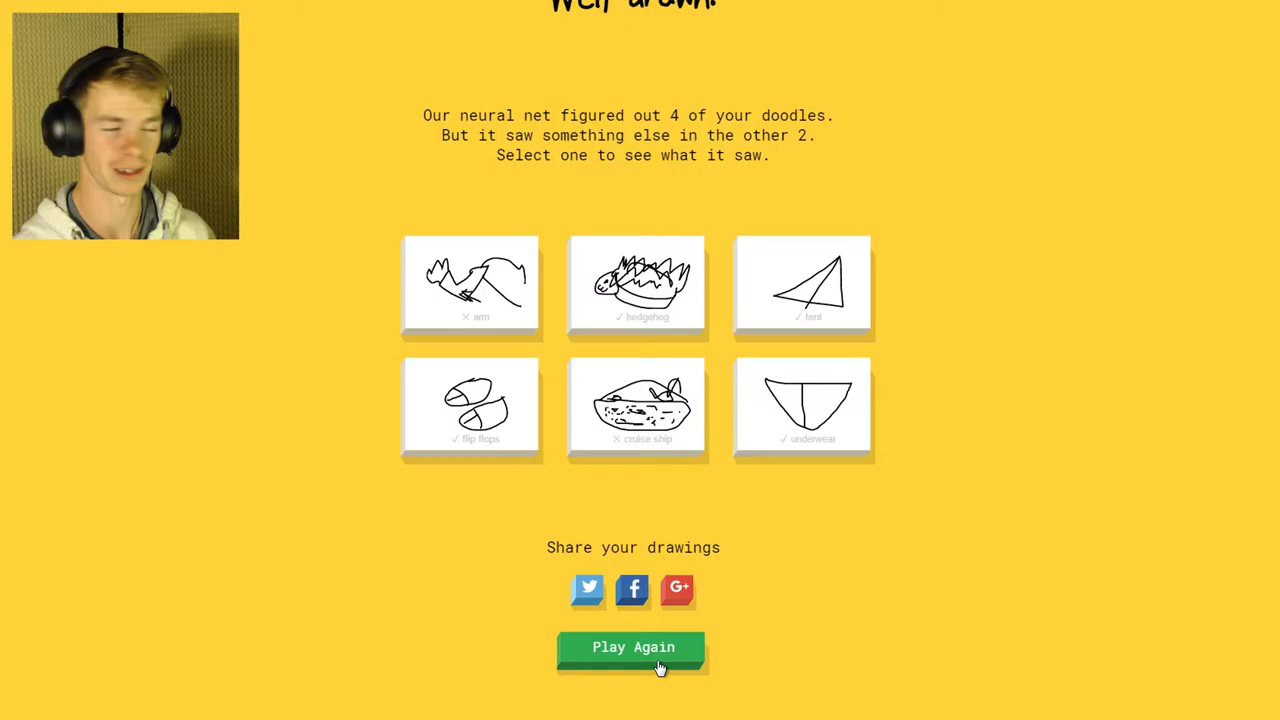 Well drawn!
Our neural net figured out 4 of your doodles.
But it saw something else in the other 2.
Select one to see what it saw.
× arm
✓ hedgehog
✓ tent
✓ flip flops
× cruise ship
✓ underwear
Share your drawings
G+
Play Again